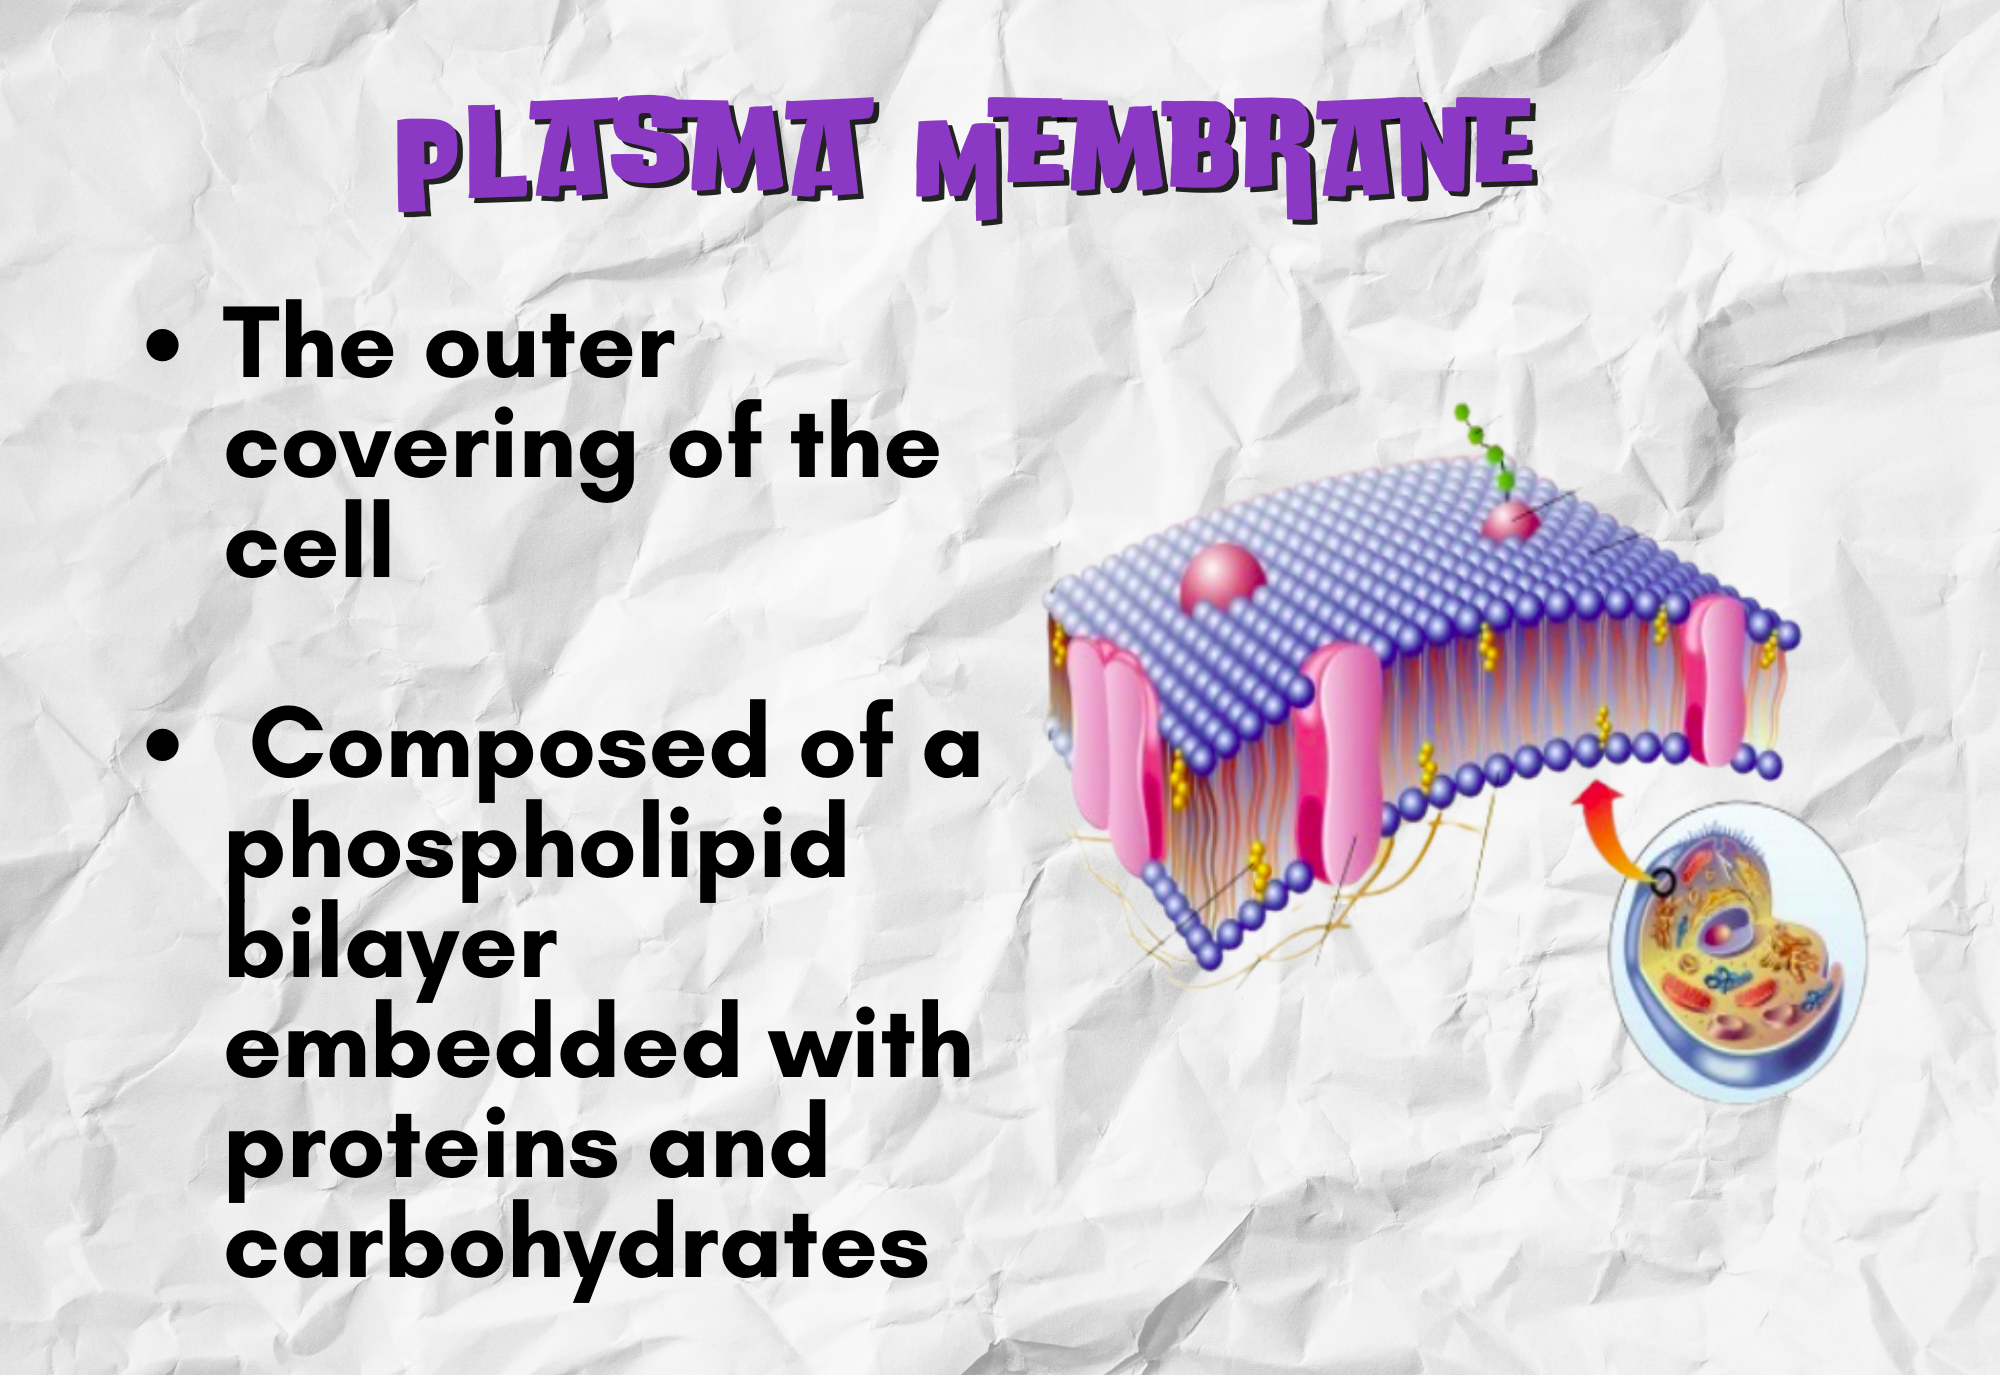 PLASMA MEMBRANE
• The outer
covering of the
cell
• Composed of a
phospholipid
bilayer
embedded with
proteins and
carbohydrates